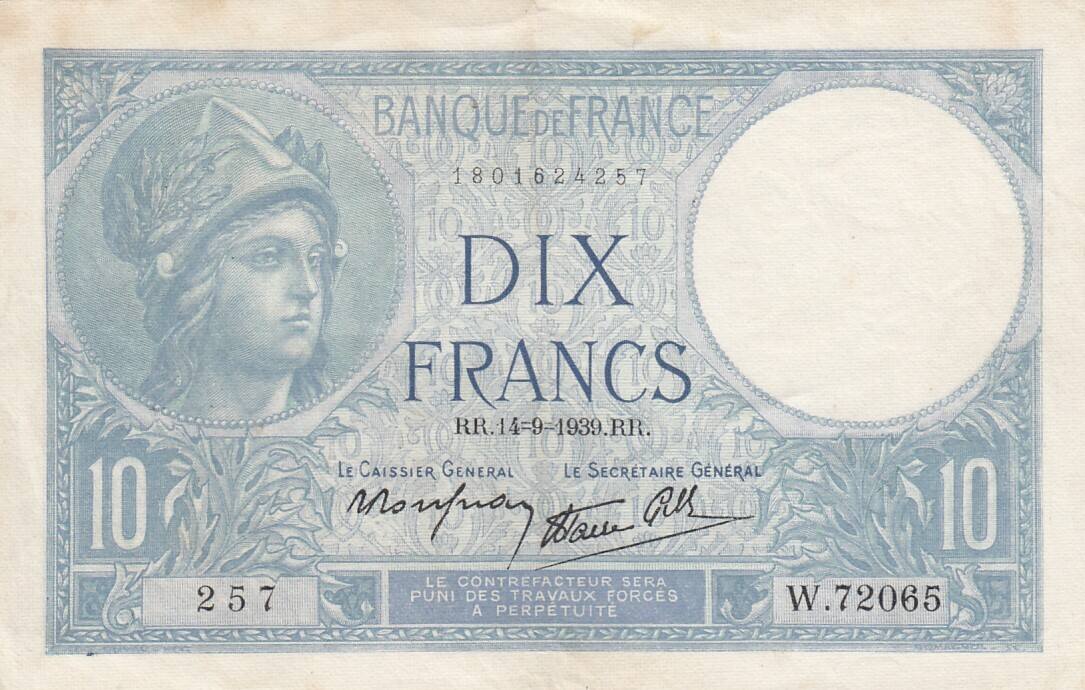 BANQUE DE FRANCE
1801624257
DIX
FRANCS
RR.14=9=1939.RR.
LE CAISSIER GENERAL
LE SECRÉTAIRE GÉNÉRAL
10
10
257
LE CONTREFACTEUR SERA
PUNI DES TRAVAUX FORCÉS
A PERPÉTUITÉ
W.72065